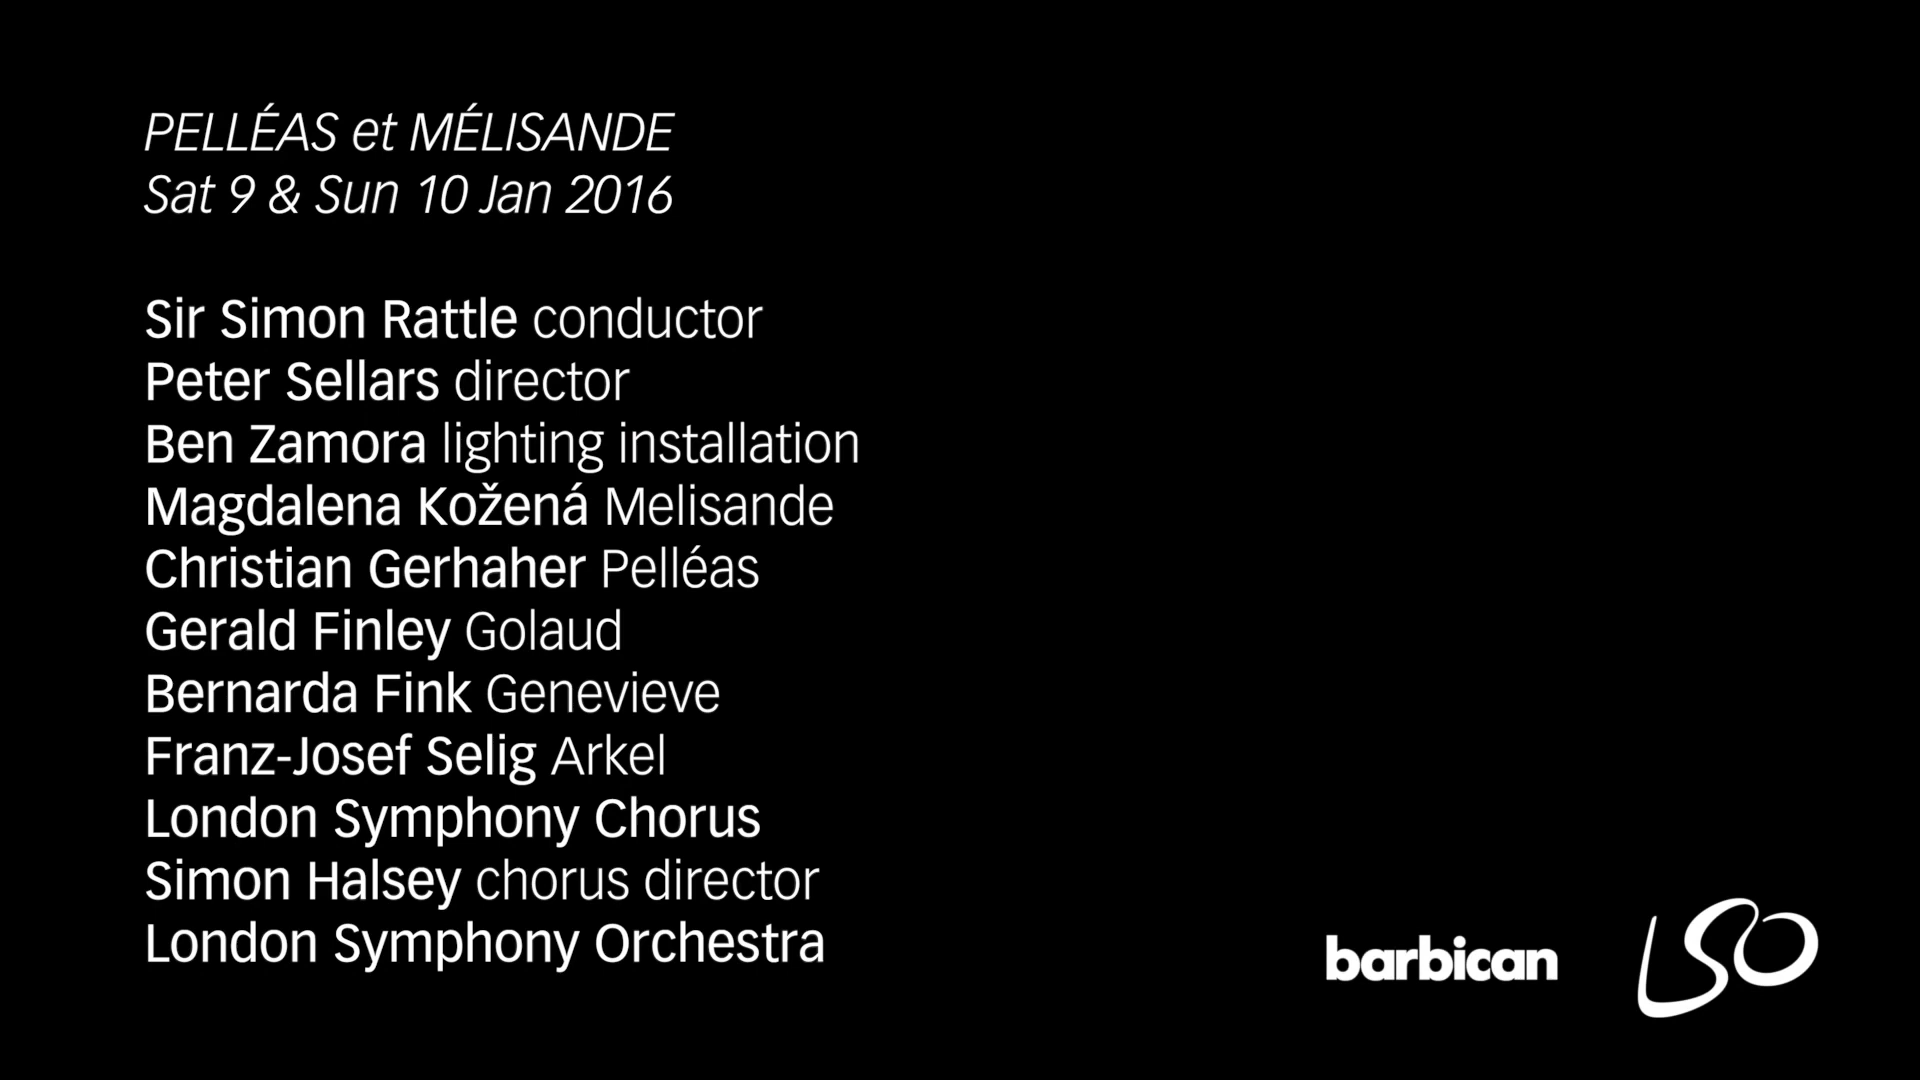 PELLÉAS et MÉLISANDE
Sat 9 & Sun 10 Jan 2016
Sir Simon Rattle conductor
Peter Sellars director
Ben Zamora lighting installation
Magdalena Kožená Melisande
Christian Gerhaher Pelléas
Gerald Finley Golaud
Bernarda Fink Genevieve
Franz-Josef Selig Arkel
London Symphony Chorus
Simon Halsey chorus director
London Symphony Orchestra
barbican
LSO